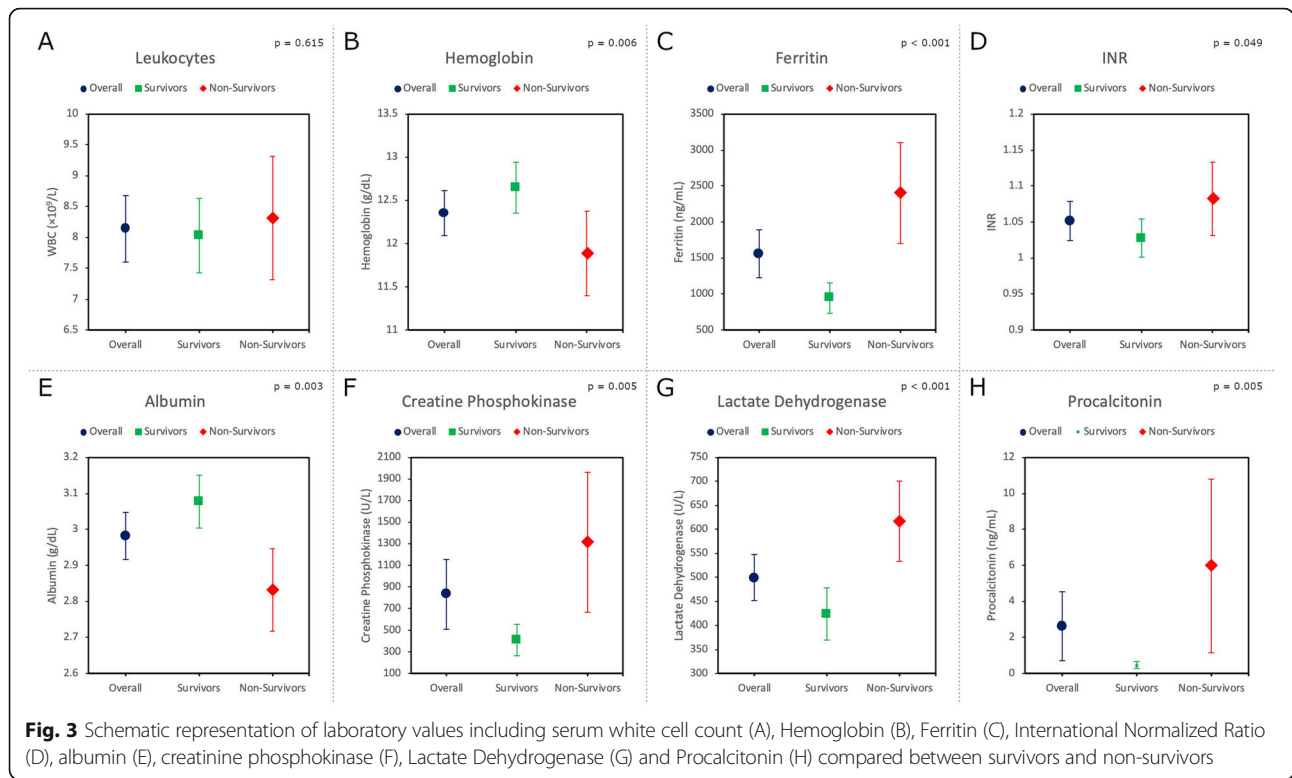 A
p = 0.615
Leukocytes
Overall Survivors Non-Survivors
WBC (×10⁹/L)
10
9.5
9
8.5
8
7.5
7
6.5
Overall Survivors Non-Survivors
B
p = 0.006
Hemoglobin
Overall Survivors Non-Survivors
Hemoglobin (g/dL)
13.5
13
12.5
12
11.5
11
Overall Survivors Non-Survivors
C
p < 0.001
Ferritin
Overall Survivors Non-Survivors
Ferritin (ng/mL)
3500
3000
2500
2000
1500
1000
500
Overall Survivors Non-Survivors
D
p = 0.049
INR
Overall Survivors Non-Survivors
INR
1.2
1.15
1.1
1.05
1
0.95
0.9
Overall Survivors Non-Survivors
E
p = 0.003
Albumin
Overall Survivors Non-Survivors
Albumin (g/dL)
3.2
3.1
3
2.9
2.8
2.7
2.6
Overall Survivors Non-Survivors
F
p = 0.005
Creatine Phosphokinase
Overall Survivors Non-Survivors
Creatine Phosphokinase (U/L)
2100
1900
1700
1500
1300
1100
900
700
500
300
100
Overall Survivors Non-Survivors
G
p < 0.001
Lactate Dehydrogenase
Overall Survivors Non-Survivors
Lactate Dehydrogenase (U/L)
750
700
650
600
550
500
450
400
350
300
Overall Survivors Non-Survivors
H
p = 0.005
Procalcitonin
Overall Survivors Non-Survivors
Procalcitonin (ng/mL)
12
10
8
6
4
2
0
Overall Survivors Non-Survivors
Fig. 3 Schematic representation of laboratory values including serum white cell count (A), Hemoglobin (B), Ferritin (C), International Normalized Ratio
(D), albumin (E), creatinine phosphokinase (F), Lactate Dehydrogenase (G) and Procalcitonin (H) compared between survivors and non-survivors